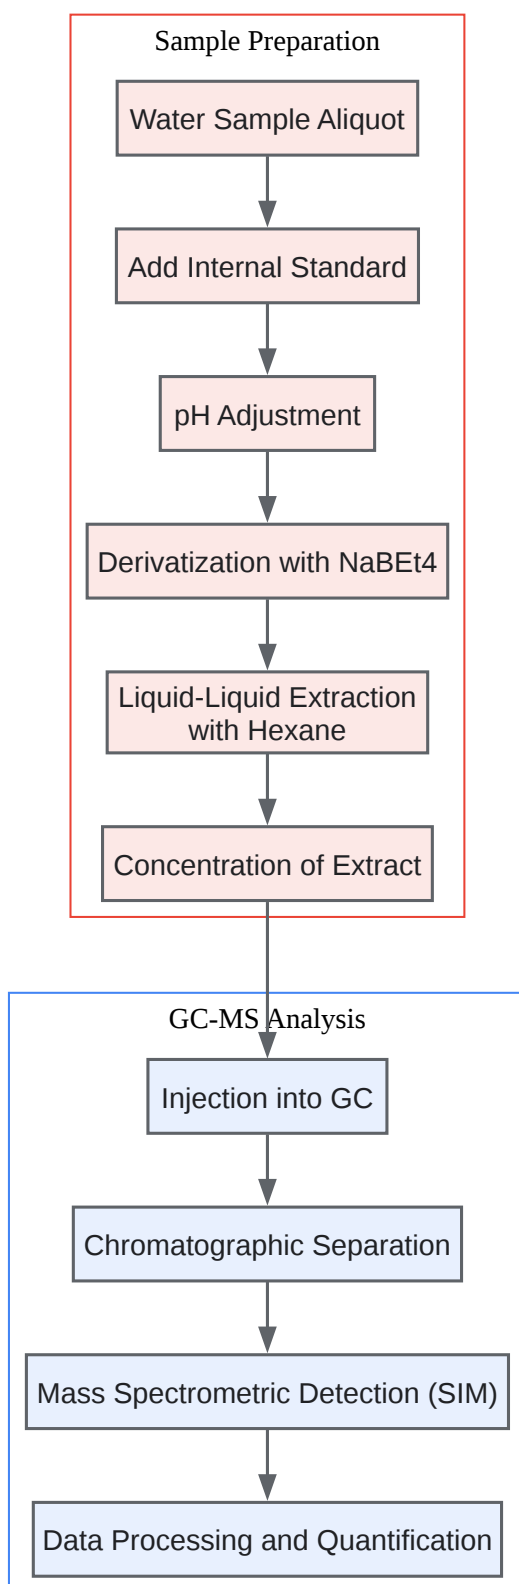 Sample Preparation
Water Sample Aliquot
Add Internal Standard
pH Adjustment
Derivatization with NaBEt4
Liquid-Liquid Extraction
with Hexane
Concentration of Extract
GC-MS Analysis
Injection into GC
Chromatographic Separation
Mass Spectrometric Detection (SIM)
Data Processing and Quantification